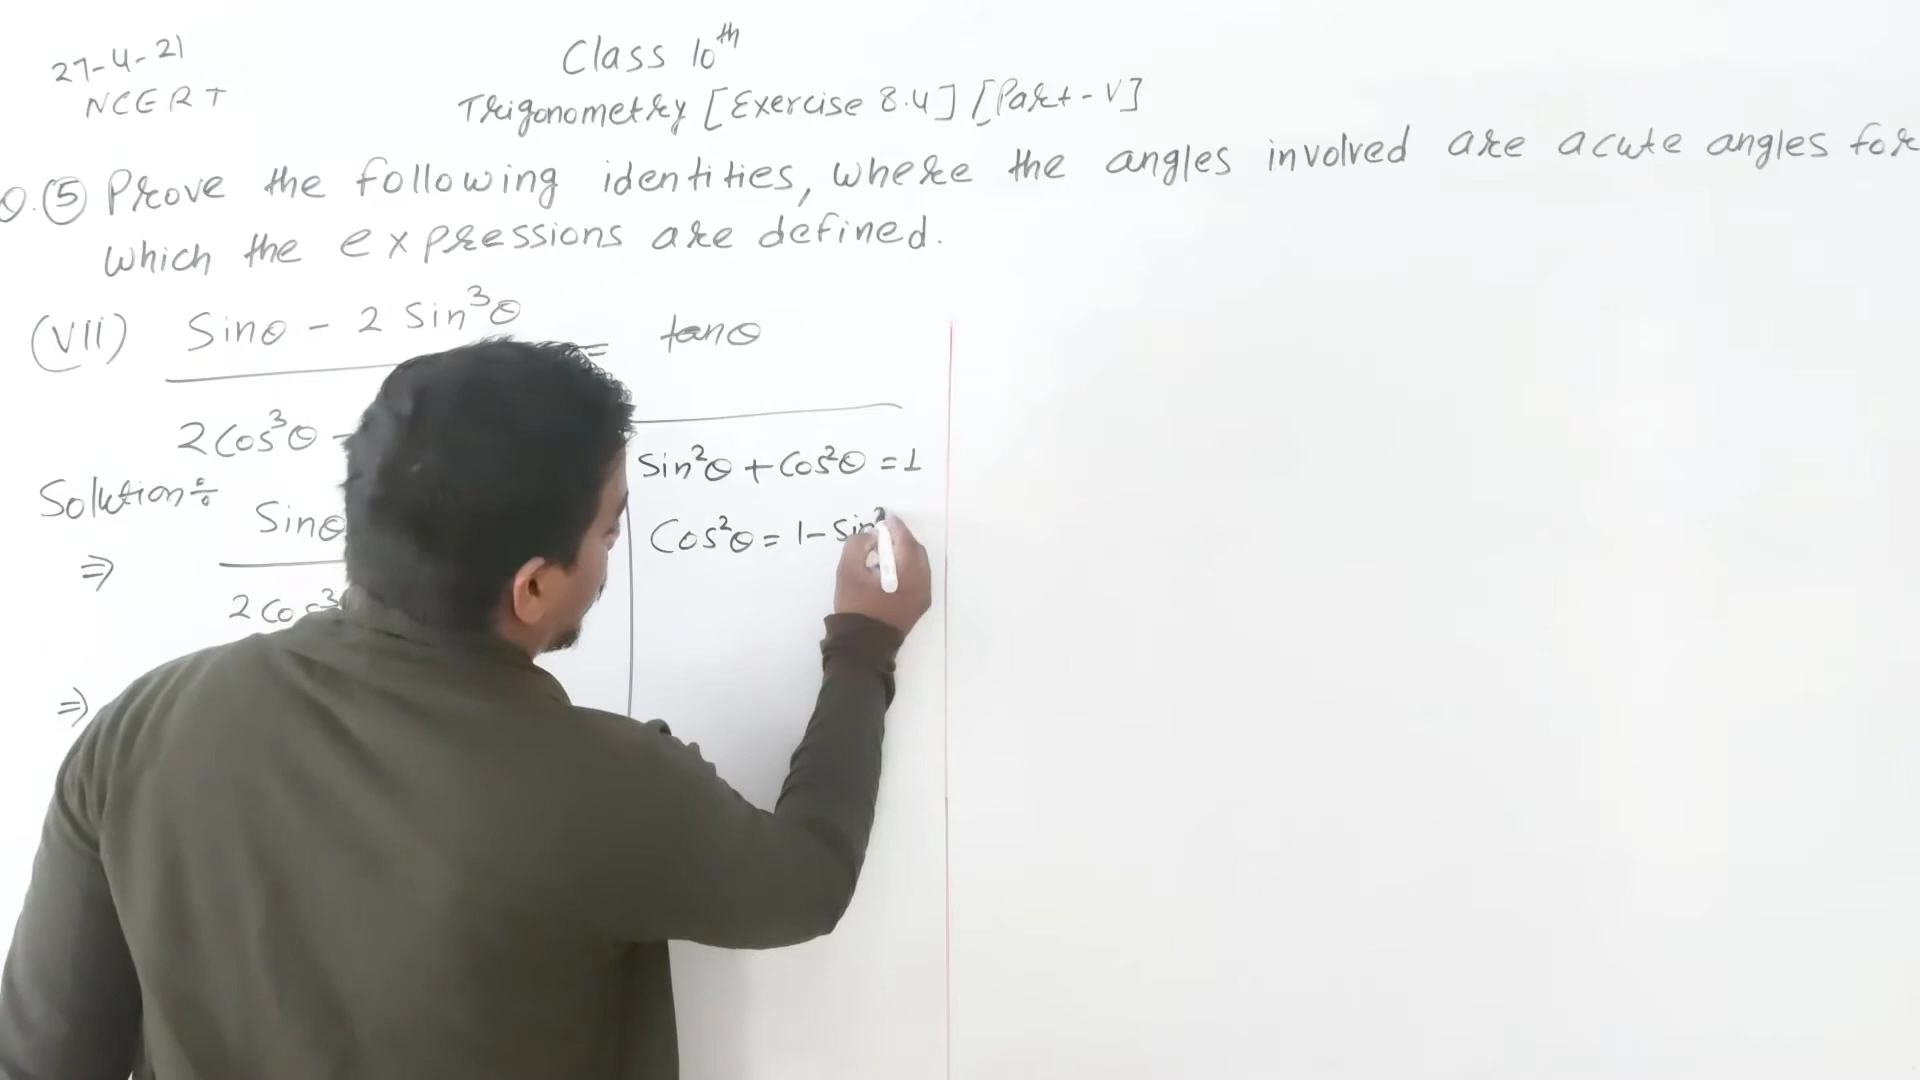 27-4-21
NCERT
Class 10th
Trigonometry [Exercise 8.4] [Part-V]
Q.⑤ Prove the following identities, where the angles involved are acute angles for
which the expressions are defined.
(VII) Sinθ - 2 Sin³θ
= tanθ
2Cos³θ -
Solution÷
⇒ Sinθ
2Cos³
⇒
Sin²θ + Cos²θ = 1
Cos²θ = 1 - Sin²